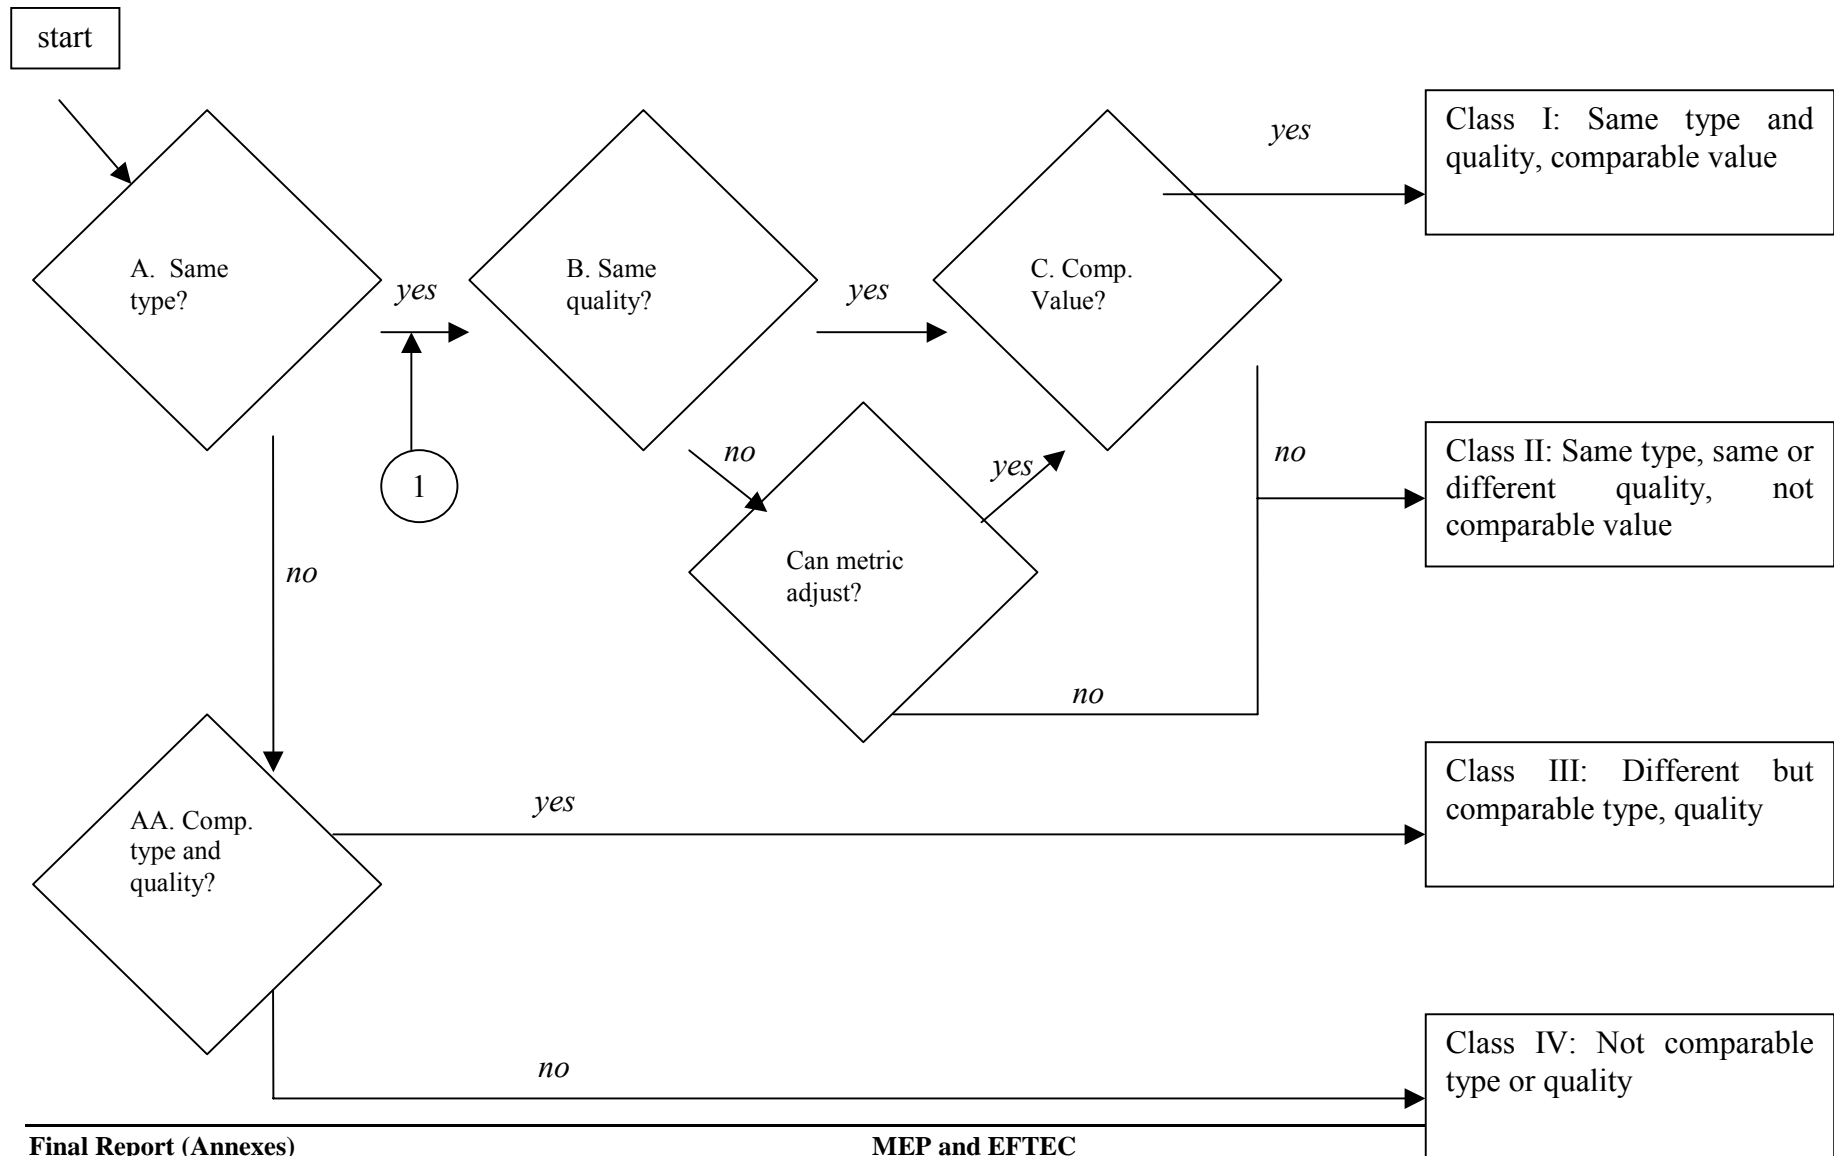 start
A. Same
type?
yes
B. Same
quality?
yes
C. Comp.
Value?
yes
Class I: Same type and
quality, comparable value
1
no
Can metric
adjust?
yes
no
no
Class II: Same type, same or
different quality, not
comparable value
no
AA. Comp.
type and
quality?
yes
Class III: Different but
comparable type, quality
no
Class IV: Not comparable
type or quality
Final Report (Annexes)
MEP and EFTEC